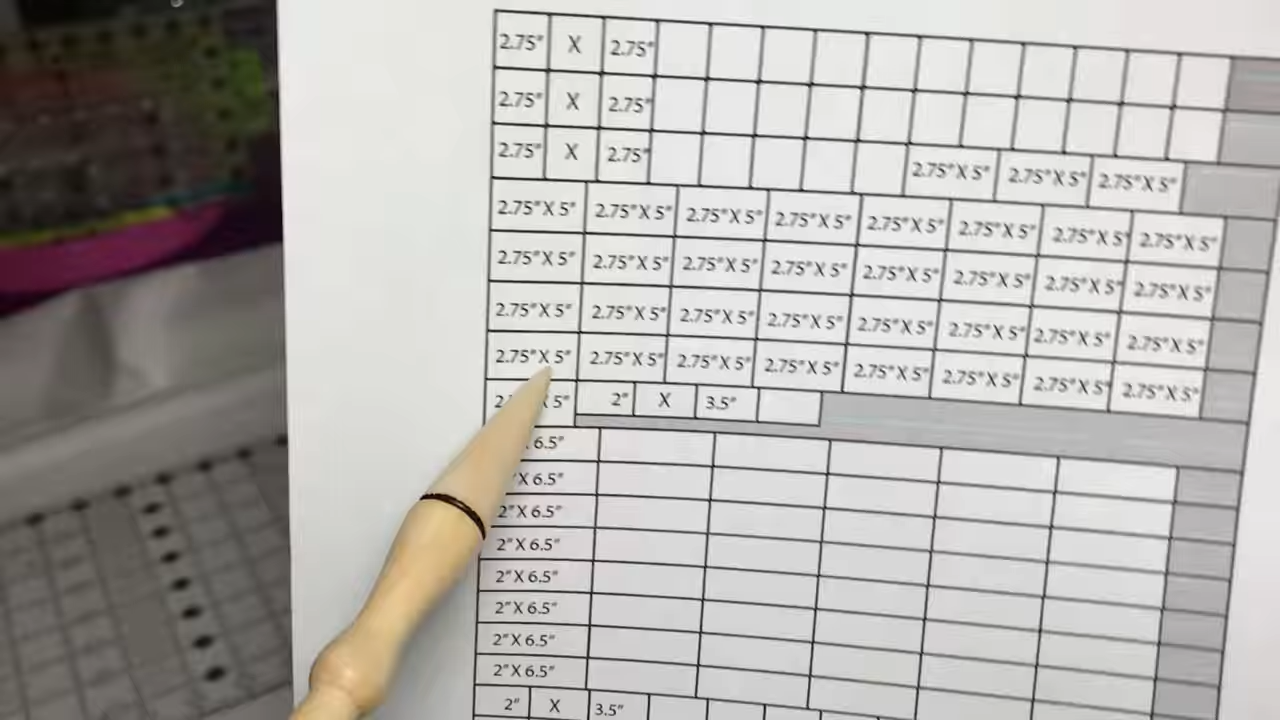 2.75" X 2.75"
2.75" X 2.75"
2.75" X 2.75" 2.75" X 5" 2.75" X 5" 2.75" X 5"
2.75" X 5" 2.75" X 5" 2.75" X 5" 2.75" X 5" 2.75" X 5" 2.75" X 5" 2.75" X 5" 2.75" X 5"
2.75" X 5" 2.75" X 5" 2.75" X 5" 2.75" X 5" 2.75" X 5" 2.75" X 5" 2.75" X 5" 2.75" X 5"
2.75" X 5" 2.75" X 5" 2.75" X 5" 2.75" X 5" 2.75" X 5" 2.75" X 5" 2.75" X 5" 2.75" X 5"
2.75" X 5" 2.75" X 5" 2.75" X 5" 2.75" X 5" 2.75" X 5" 2.75" X 5" 2.75" X 5" 2.75" X 5"
X 5" 2" X 3.5"
6.5"
X 6.5"
2" X 6.5"
2" X 6.5"
2" X 6.5"
2" X 6.5"
2" X 6.5"
2" X 6.5"
2" X 3.5"